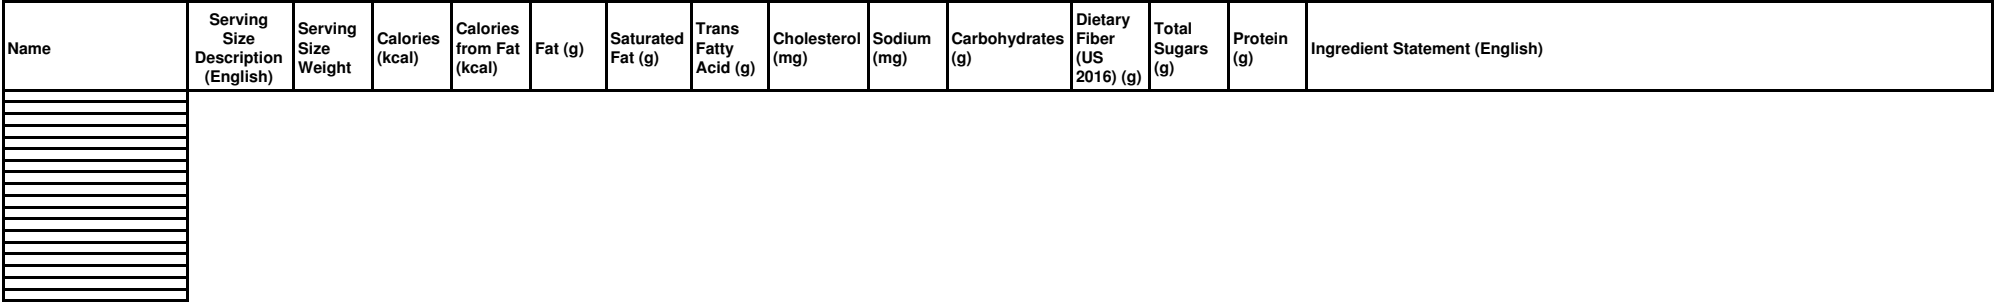 Name
Serving
Size
Description
(English)
Serving
Size
Weight
Calories
(kcal)
Calories
from Fat
(kcal)
Fat (g)
Saturated
Fat (g)
Trans
Fatty
Acid (g)
Cholesterol
(mg)
Sodium
(mg)
Carbohydrates
(g)
Dietary
Fiber
(US
2016) (g)
Total
Sugars
(g)
Protein
(g)
Ingredient Statement (English)